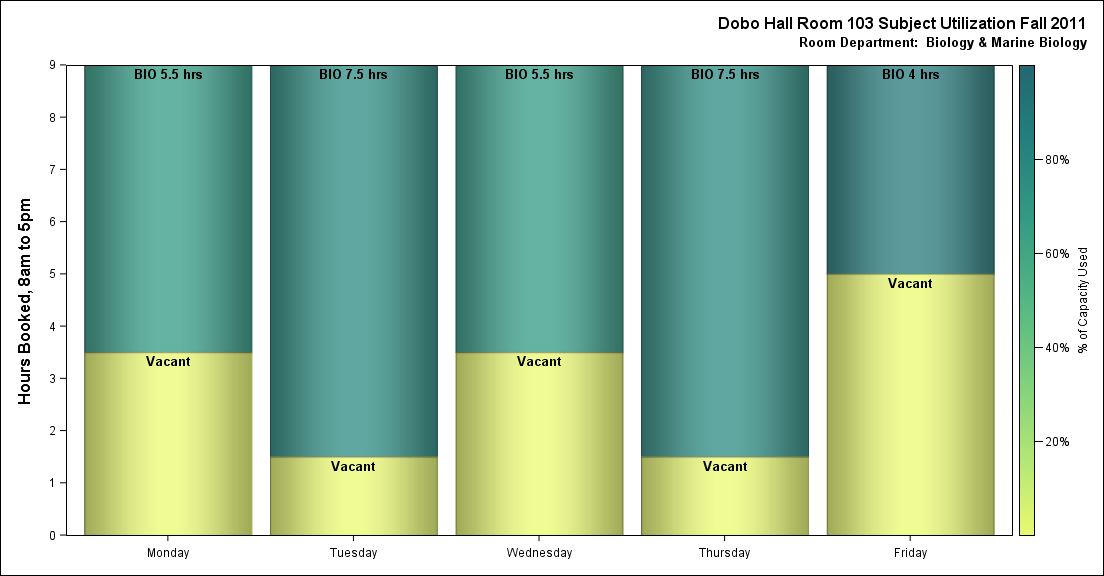 Dobo Hall Room 103 Subject Utilization Fall 2011
Room Department:  Biology & Marine Biology
Hours Booked, 8am to 5pm
9
8
7
6
5
4
3
2
1
0
BIO 5.5 hrs
Vacant
BIO 7.5 hrs
Vacant
BIO 5.5 hrs
Vacant
BIO 7.5 hrs
Vacant
BIO 4 hrs
Vacant
Monday
Tuesday
Wednesday
Thursday
Friday
80%
60%
40%
20%
% of Capacity Used